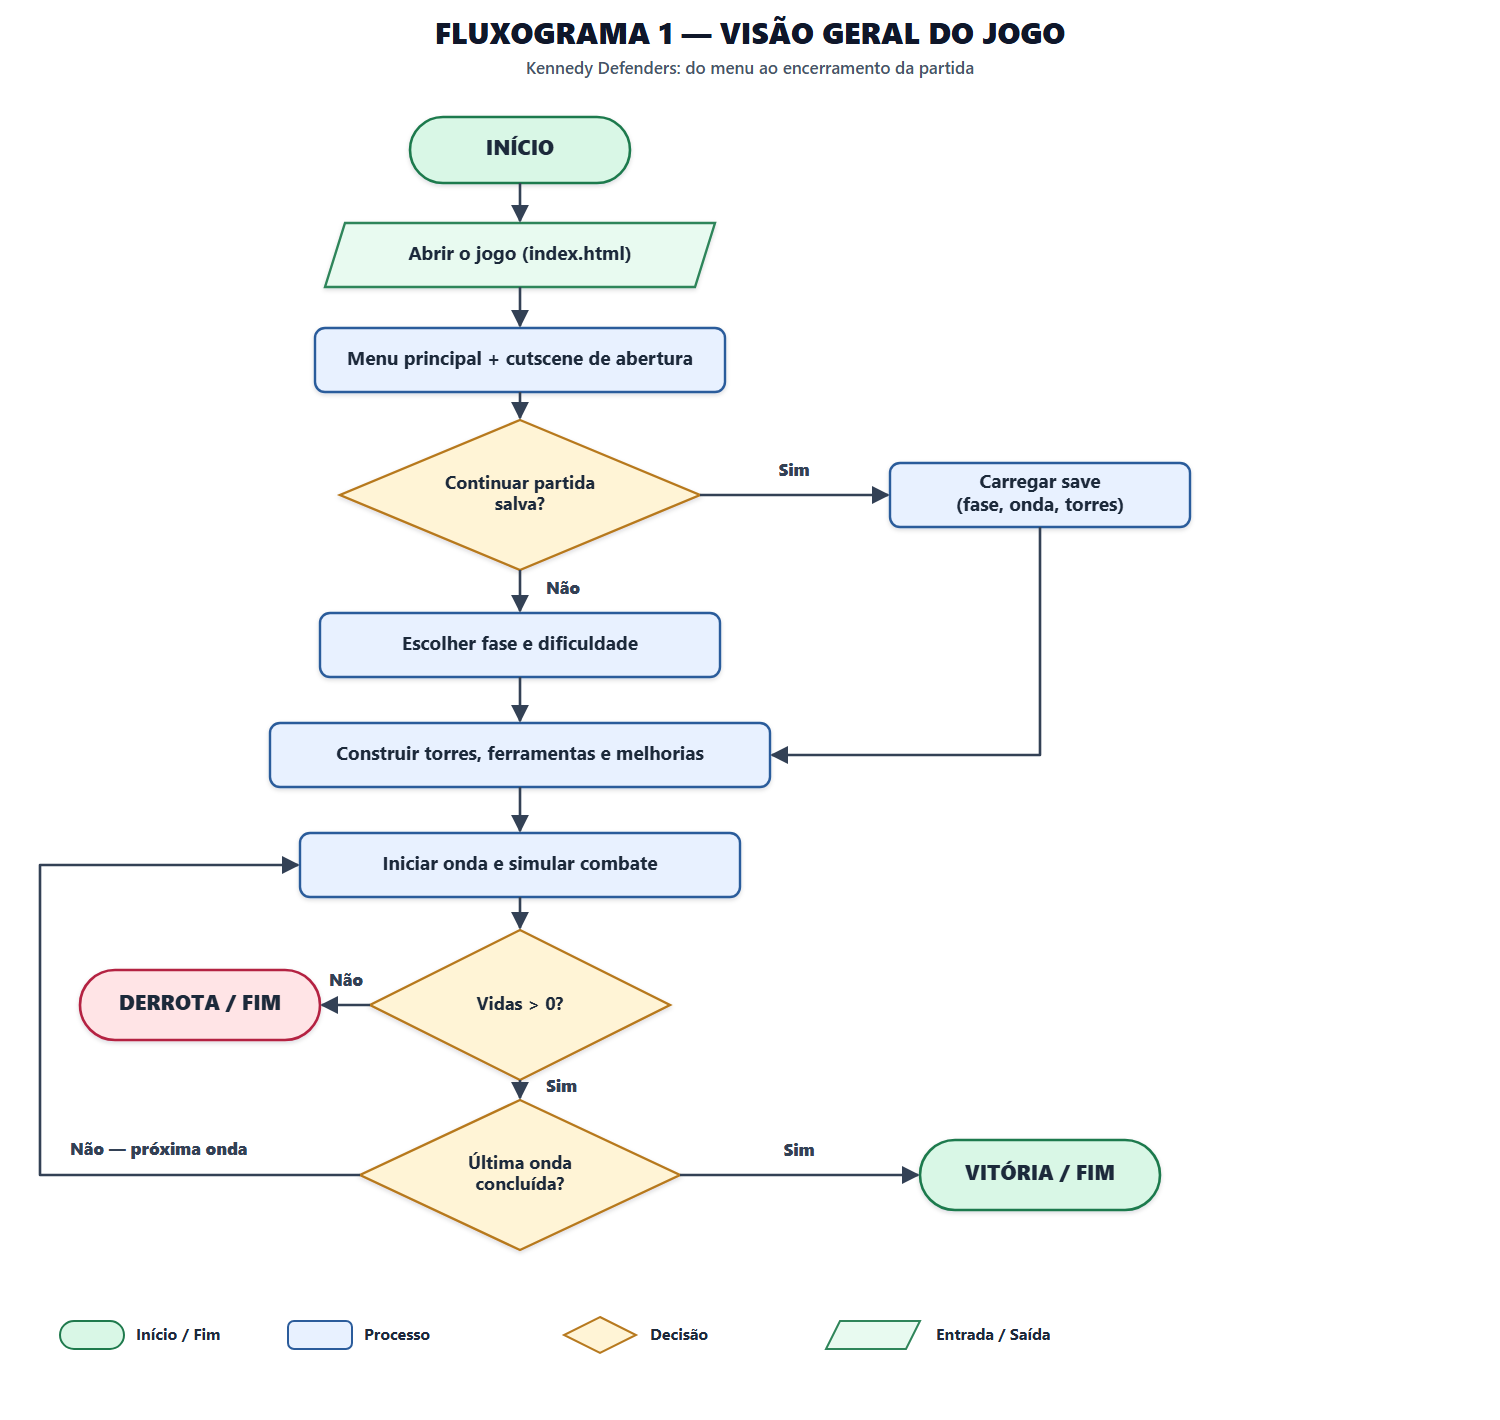 FLUXOGRAMA 1 — VISÃO GERAL DO JOGO
Kennedy Defenders: do menu ao encerramento da partida
INÍCIO
Abrir o jogo (index.html)
Menu principal + cutscene de abertura
Continuar partida
salva?
Sim
Carregar save
(fase, onda, torres)
Não
Escolher fase e dificuldade
Construir torres, ferramentas e melhorias
Iniciar onda e simular combate
Não
DERROTA / FIM
Vidas > 0?
Sim
Não — próxima onda
Última onda
concluída?
Sim
VITÓRIA / FIM
Início / Fim
Processo
Decisão
Entrada / Saída